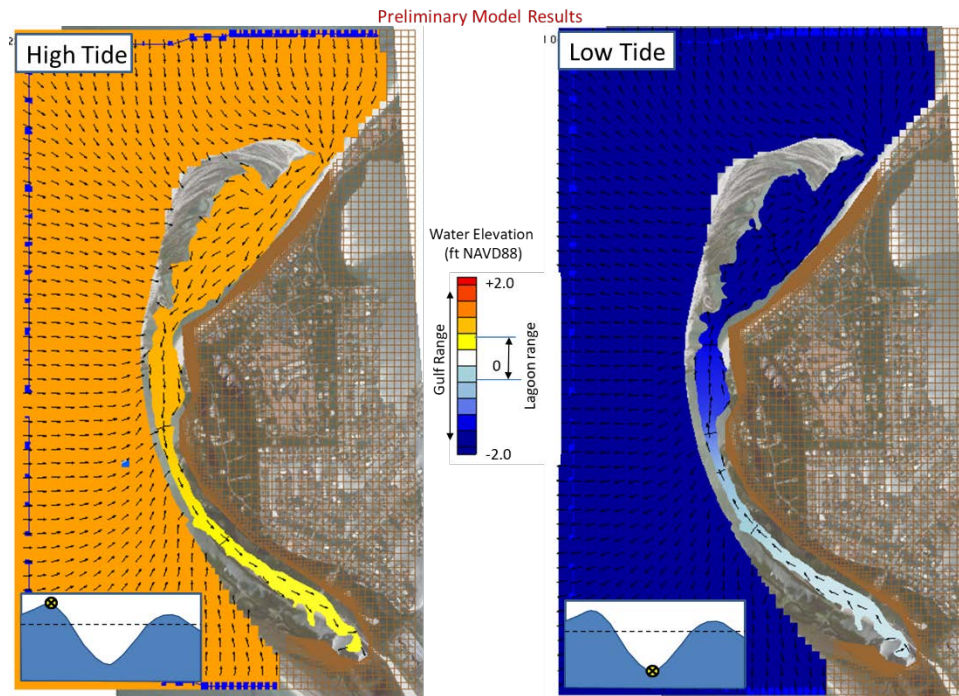 Preliminary Model Results
High Tide
Low Tide
Water Elevation
(ft NAVD88)
+2.0
0
-2.0
Gulf Range
Lagoon range